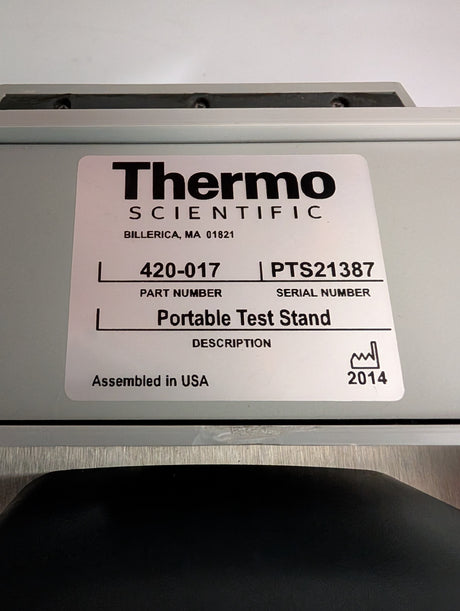 Thermo
SCIENTIFIC
BILLERICA, MA 01821
420-017 PTS21387
PART NUMBER SERIAL NUMBER
Portable Test Stand
DESCRIPTION
Assembled in USA 2014